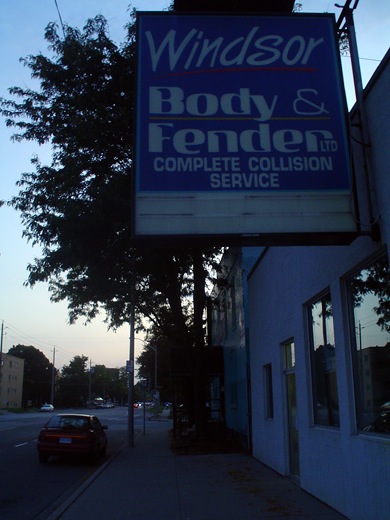 Windsor
Body &
Fender LTD
COMPLETE COLLISION
SERVICE